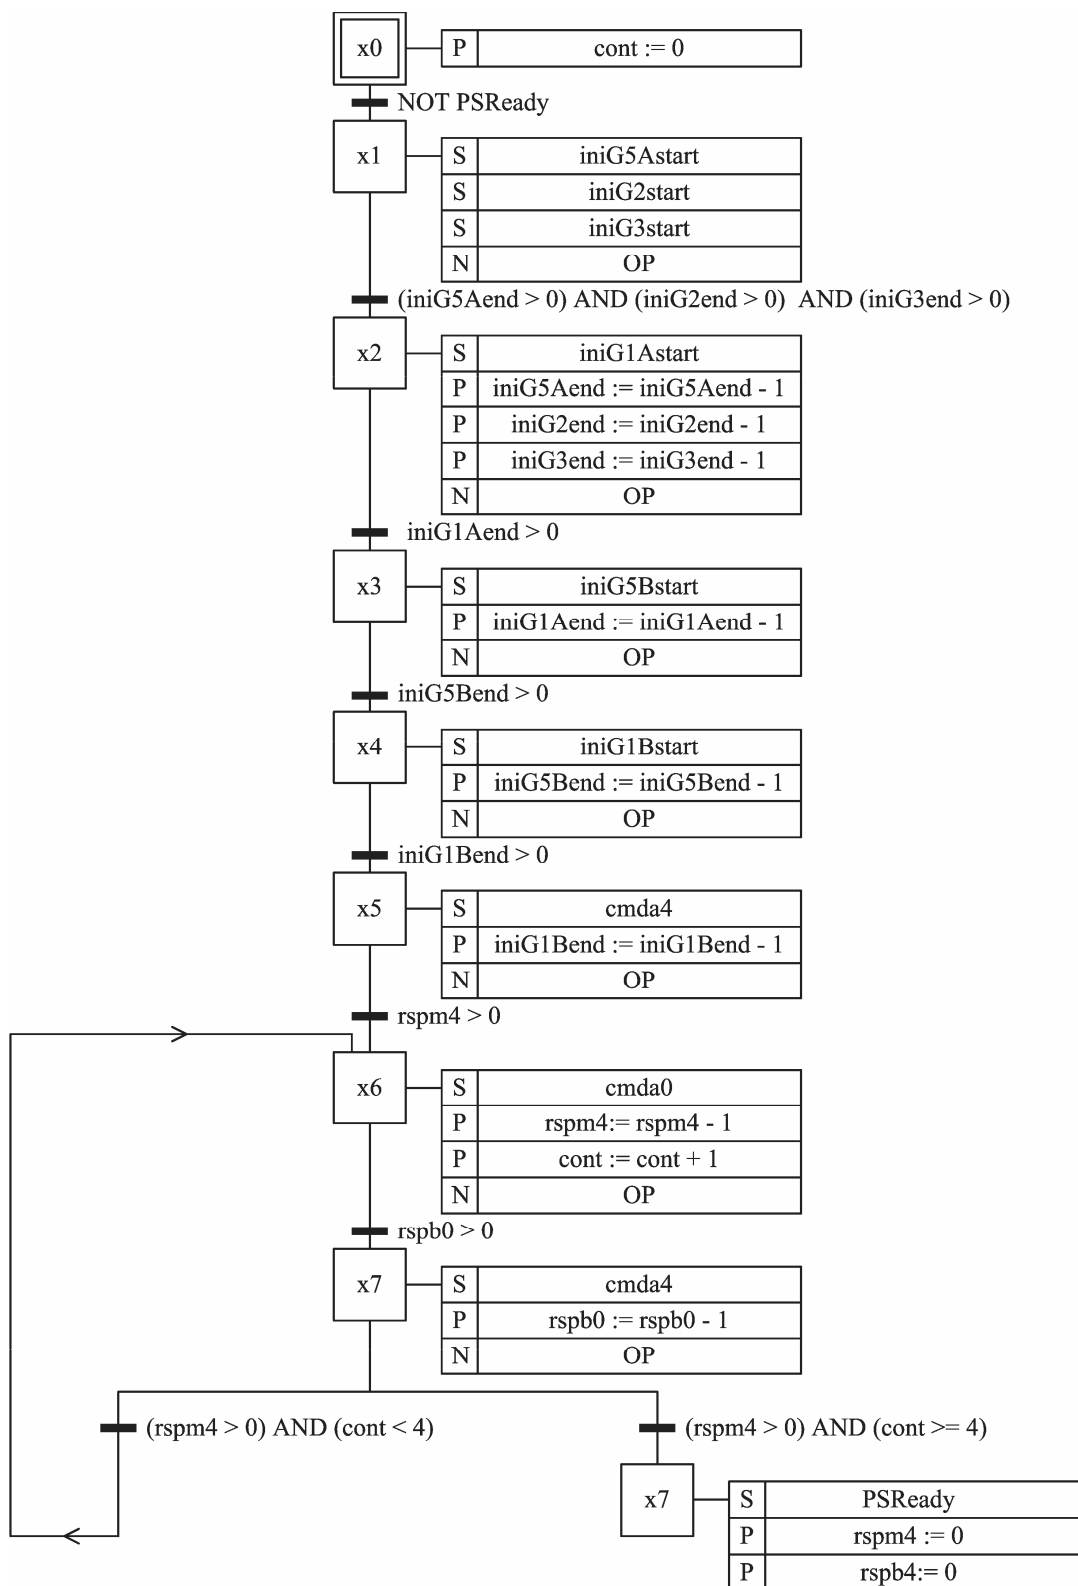 x0 P cont := 0
NOT PSReady
x1 S iniG5Astart
S iniG2start
S iniG3start
N OP
(iniG5Aend > 0) AND (iniG2end > 0) AND (iniG3end > 0)
x2 S iniG1Astart
P iniG5Aend := iniG5Aend - 1
P iniG2end := iniG2end - 1
P iniG3end := iniG3end - 1
N OP
iniG1Aend > 0
x3 S iniG5Bstart
P iniG1Aend := iniG1Aend - 1
N OP
iniG5Bend > 0
x4 S iniG1Bstart
P iniG5Bend := iniG5Bend - 1
N OP
iniG1Bend > 0
x5 S cmda4
P iniG1Bend := iniG1Bend - 1
N OP
rspm4 > 0
x6 S cmda0
P rspm4:= rspm4 - 1
P cont := cont + 1
N OP
rspb0 > 0
x7 S cmda4
P rspb0 := rspb0 - 1
N OP
(rspm4 > 0) AND (cont < 4) (rspm4 > 0) AND (cont >= 4)
x7 S PSReady
P rspm4 := 0
P rspb4:= 0